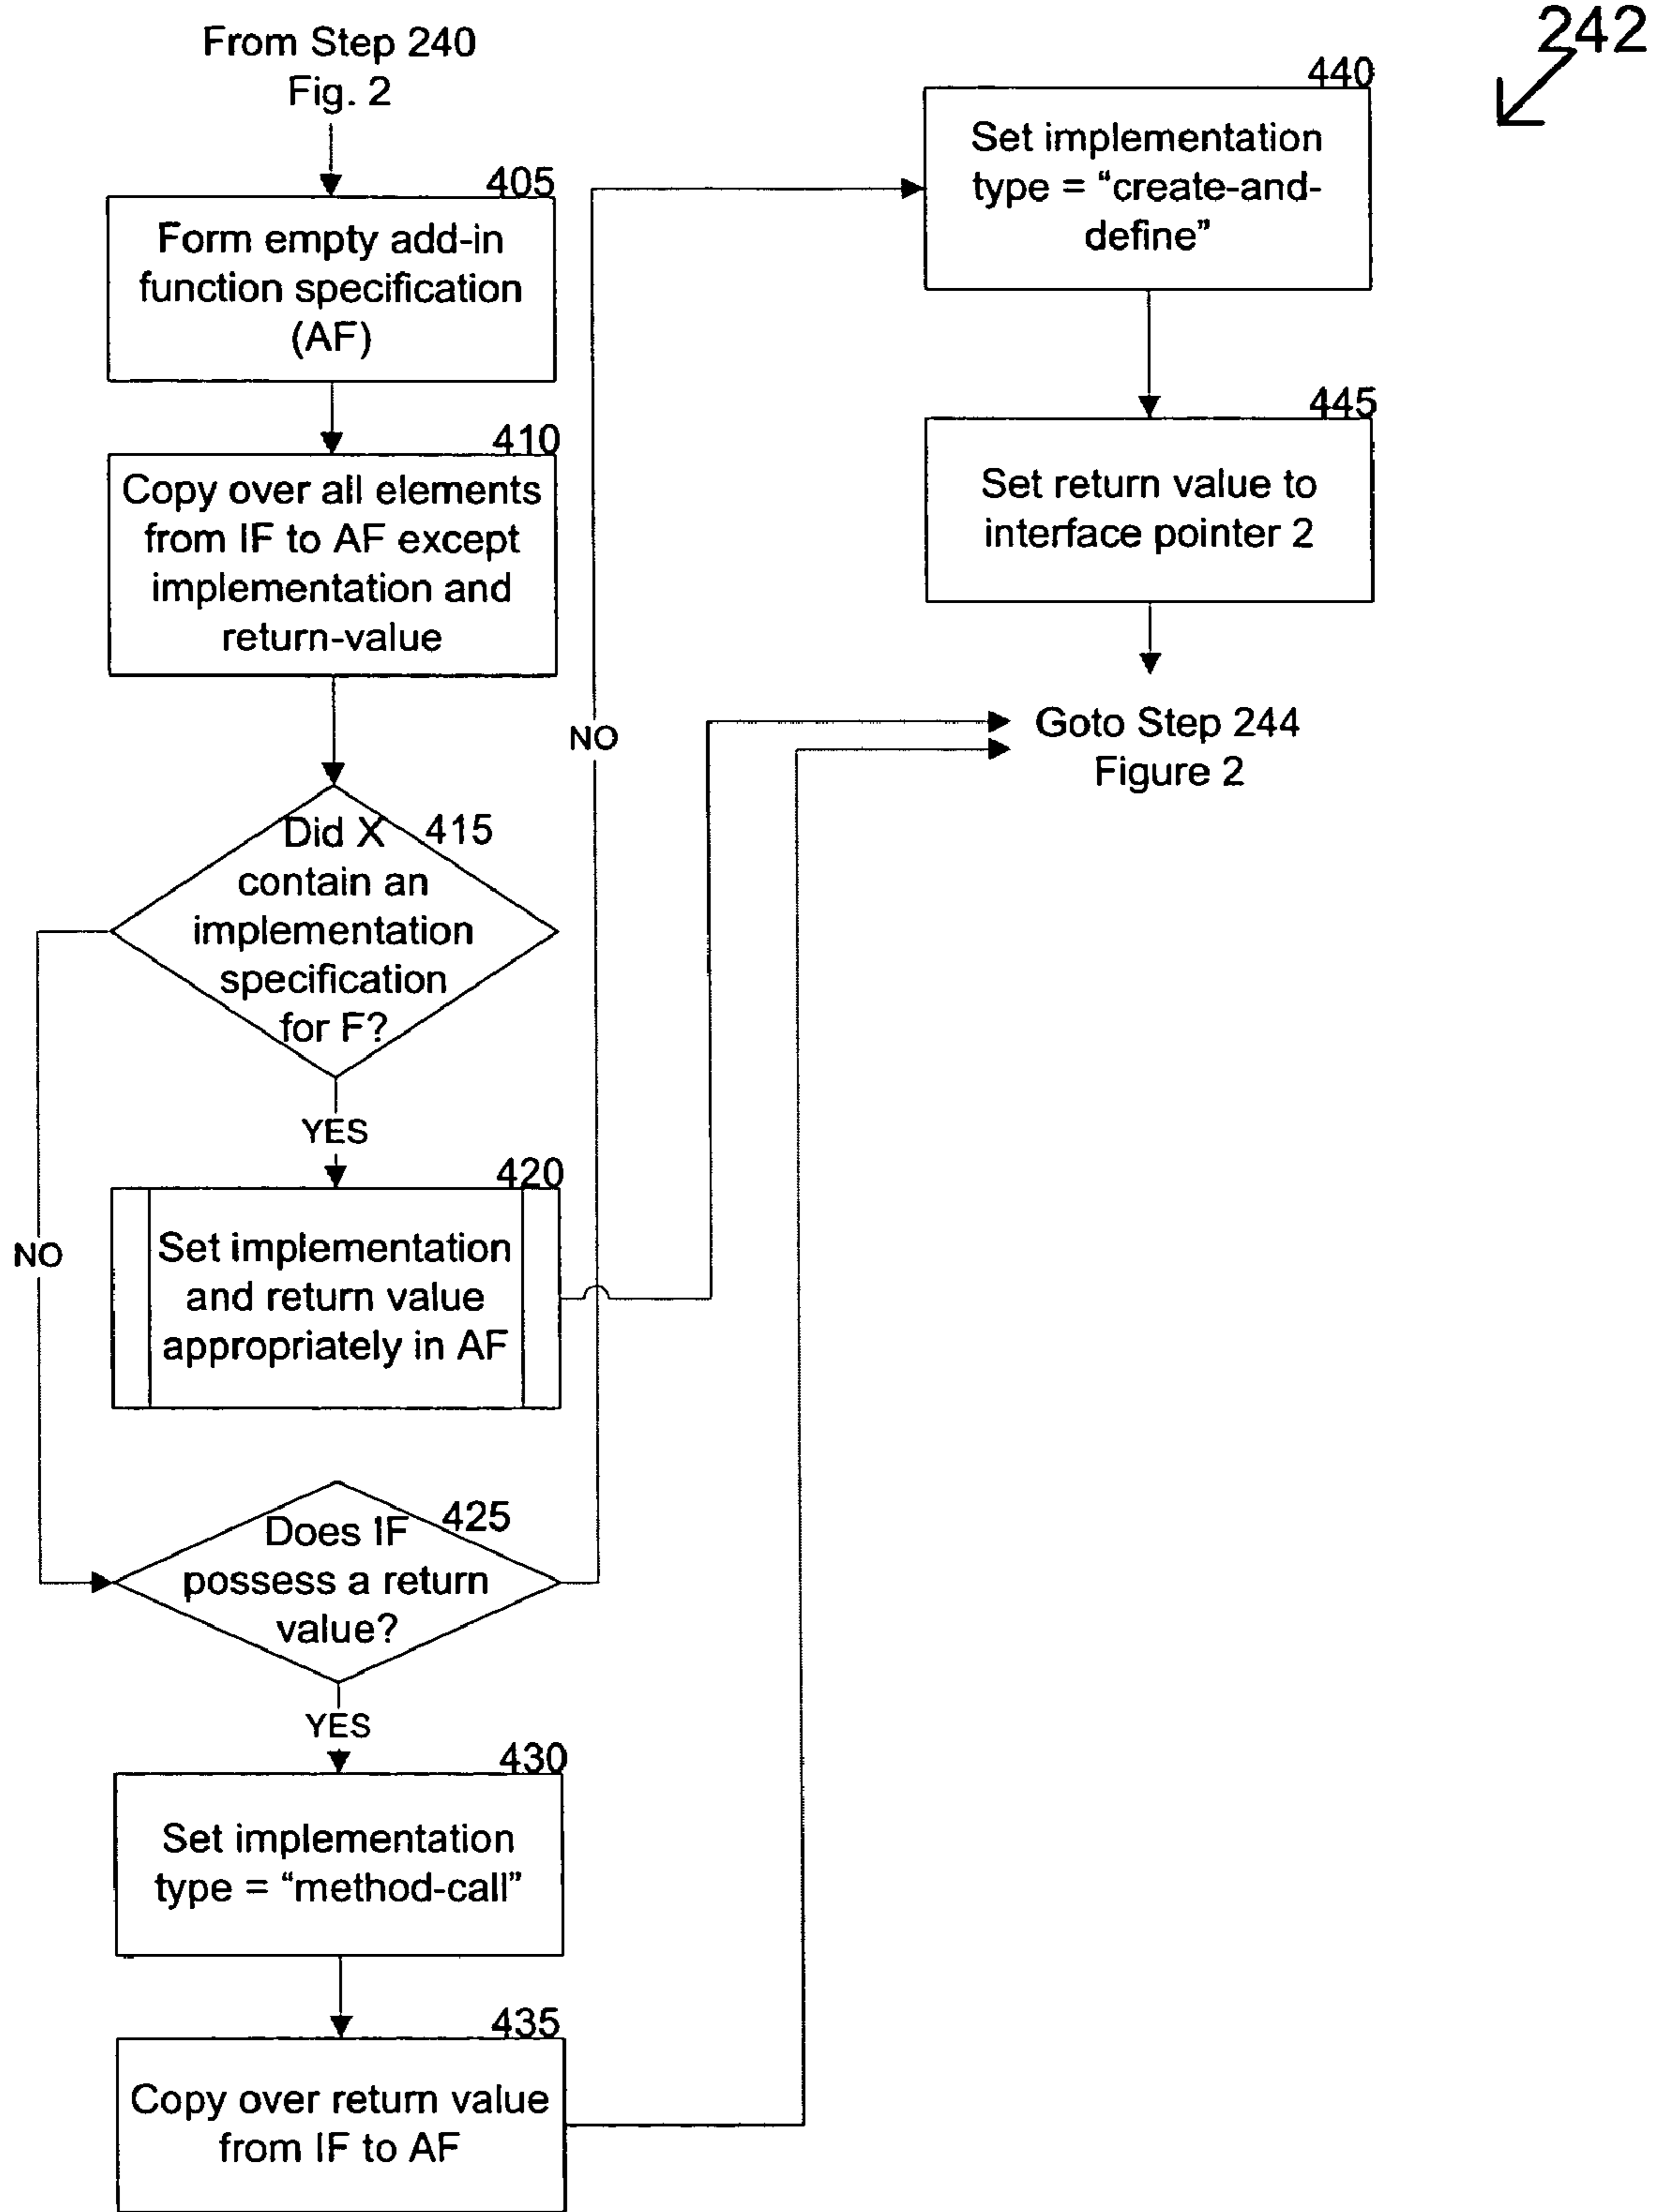 From Step 240
Fig. 2
405
Form empty add-in
function specification
(AF)
410
Copy over all elements
from IF to AF except
implementation and
return-value
Did X
415
contain an
implementation
specification
for F?
YES
NO
420
Set implementation
and return value
appropriately in AF
425
Does IF
possess a return
value?
YES
NO
430
Set implementation
type = “method-call”
435
Copy over return value
from IF to AF
440
Set implementation
type = “create-and-
define”
445
Set return value to
interface pointer 2
Goto Step 244
Figure 2
242